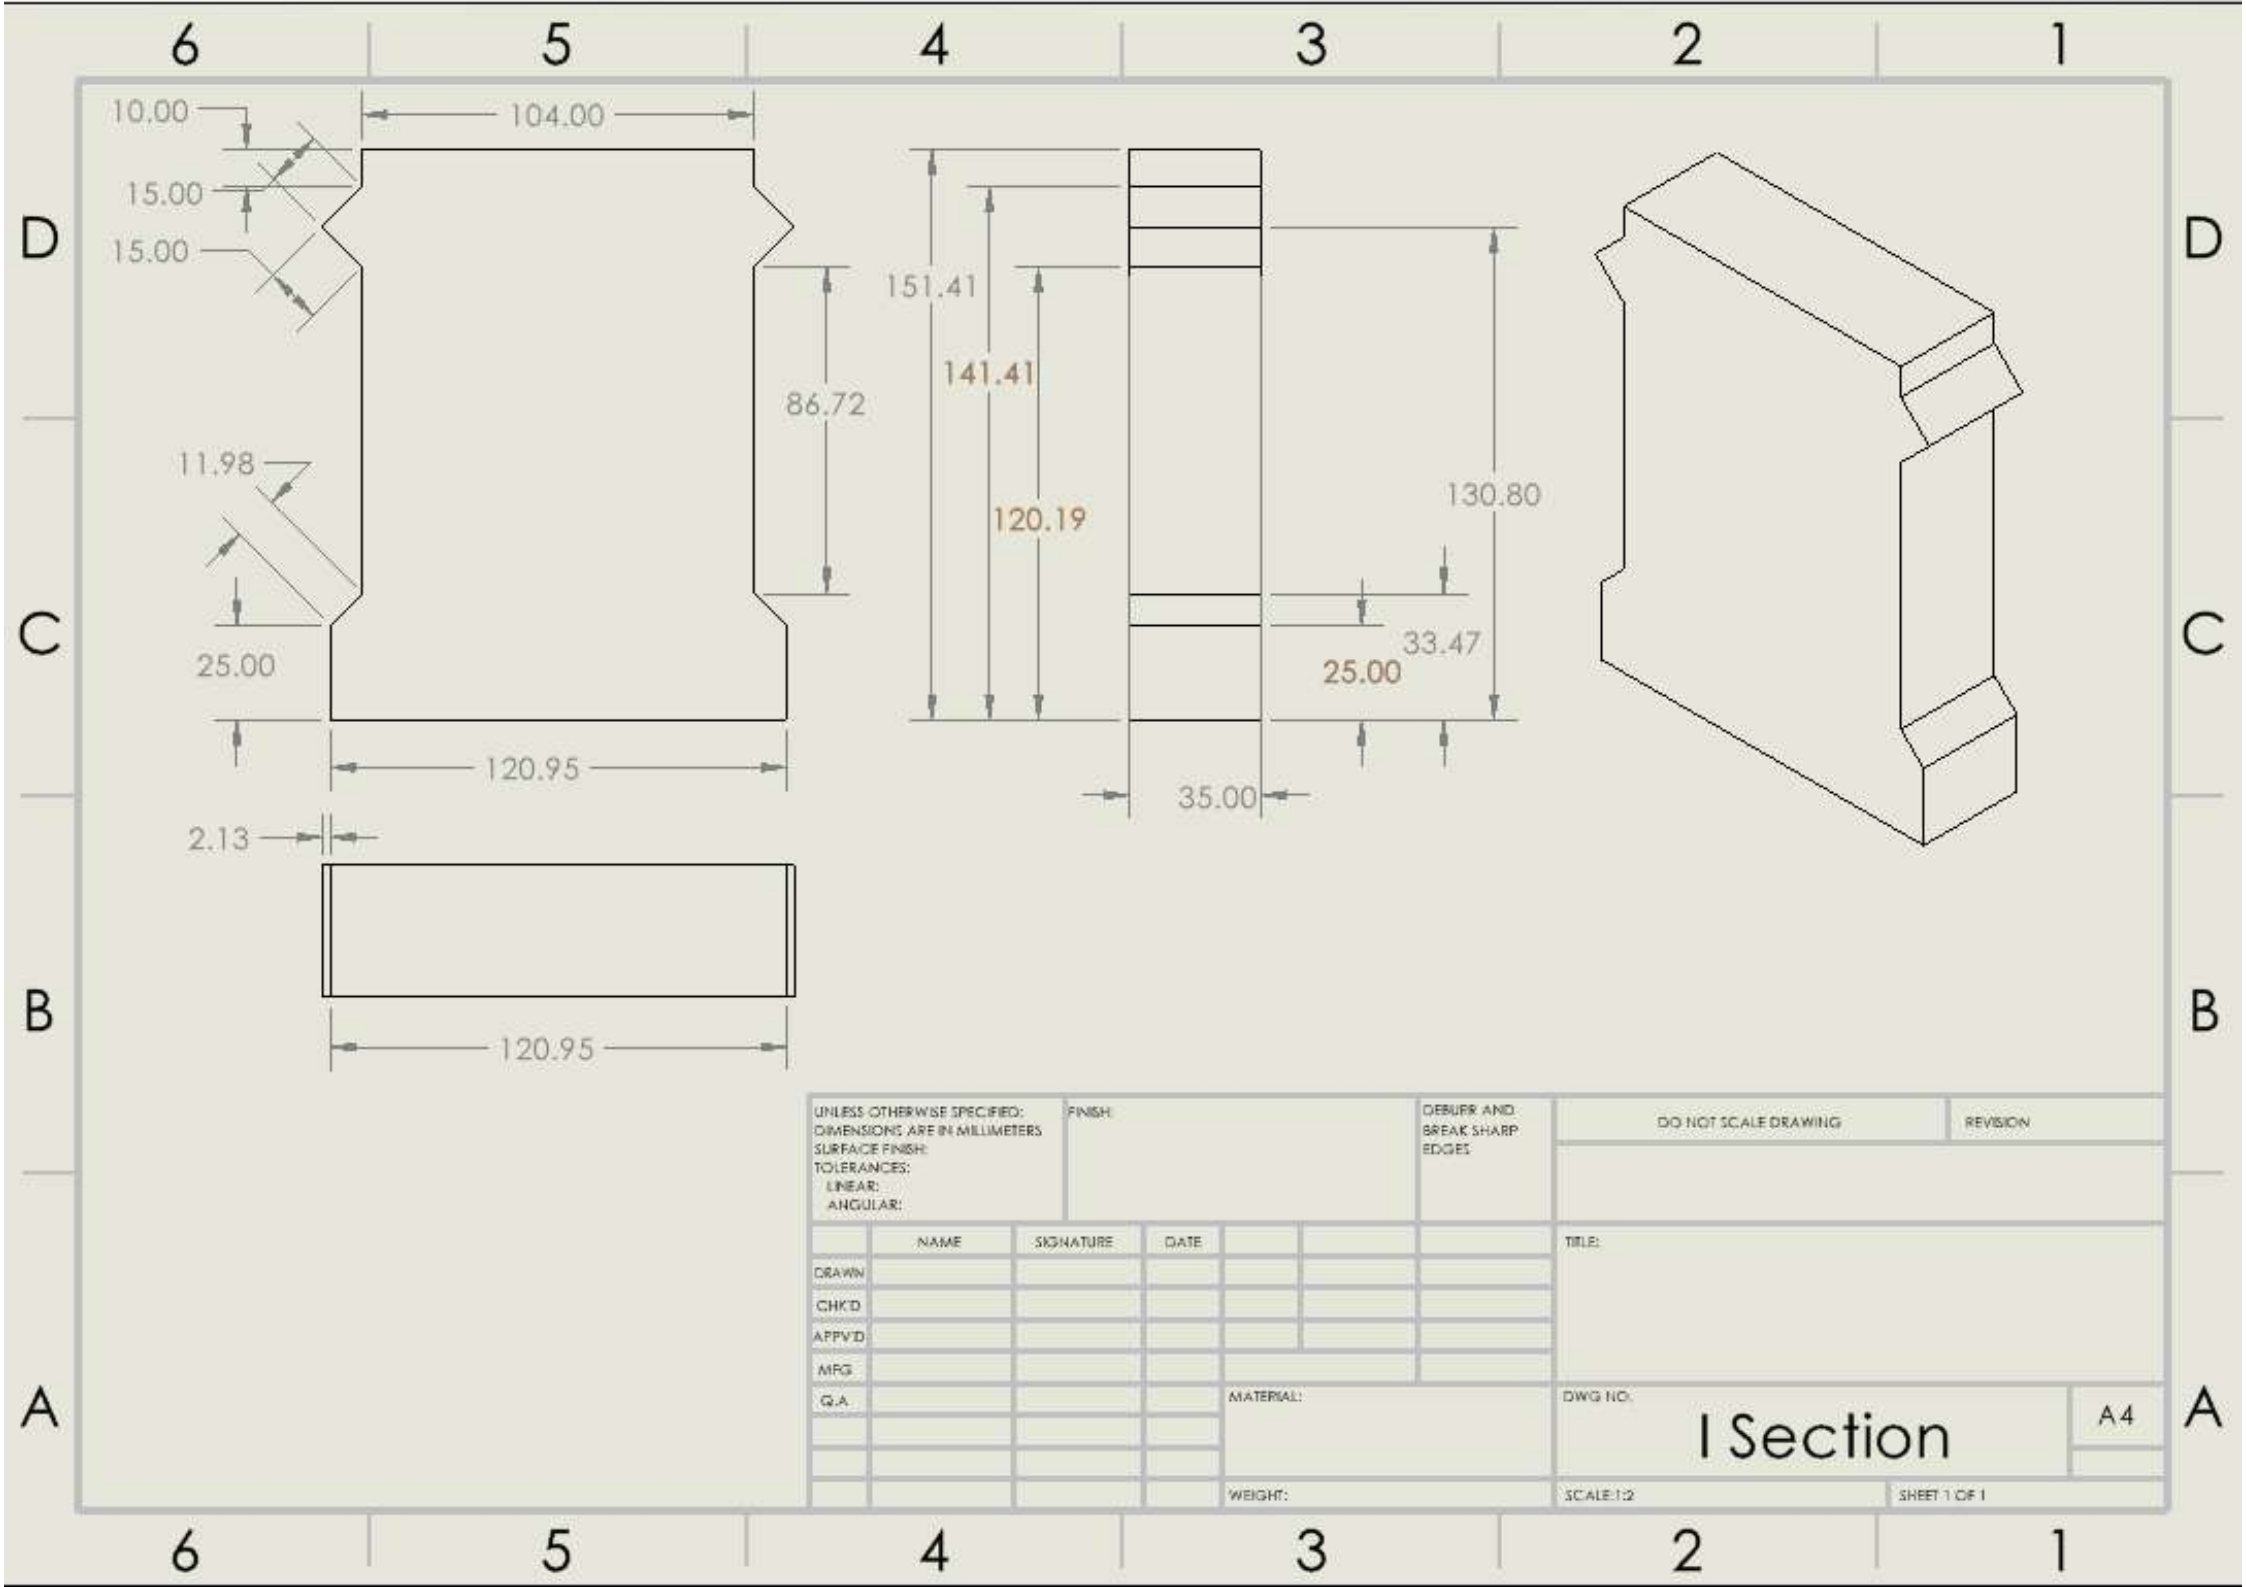 6 5 4 3 2 1
10.00
104.00
15.00
D
D
15.00
151.41
141.41
86.72
11.98
130.80
120.19
C
C
33.47
25.00
25.00
120.95
35.00
2.13
B
B
120.95
UNLESS OTHERWISE SPECIFIED:
DIMENSIONS ARE IN MILLIMETERS
SURFACE FINISH:
TOLERANCES:
LINEAR:
ANGULAR:
FINISH:
DEBURR AND
BREAK SHARP
EDGES
DO NOT SCALE DRAWING
REVISION
NAME SIGNATURE DATE
TITLE:
DRAWN
CHK'D
APPV'D
MFG
Q.A
MATERIAL:
DWG NO.
I Section
A4
A
A
WEIGHT:
SCALE:1:2
SHEET 1 OF 1
6 5 4 3 2 1